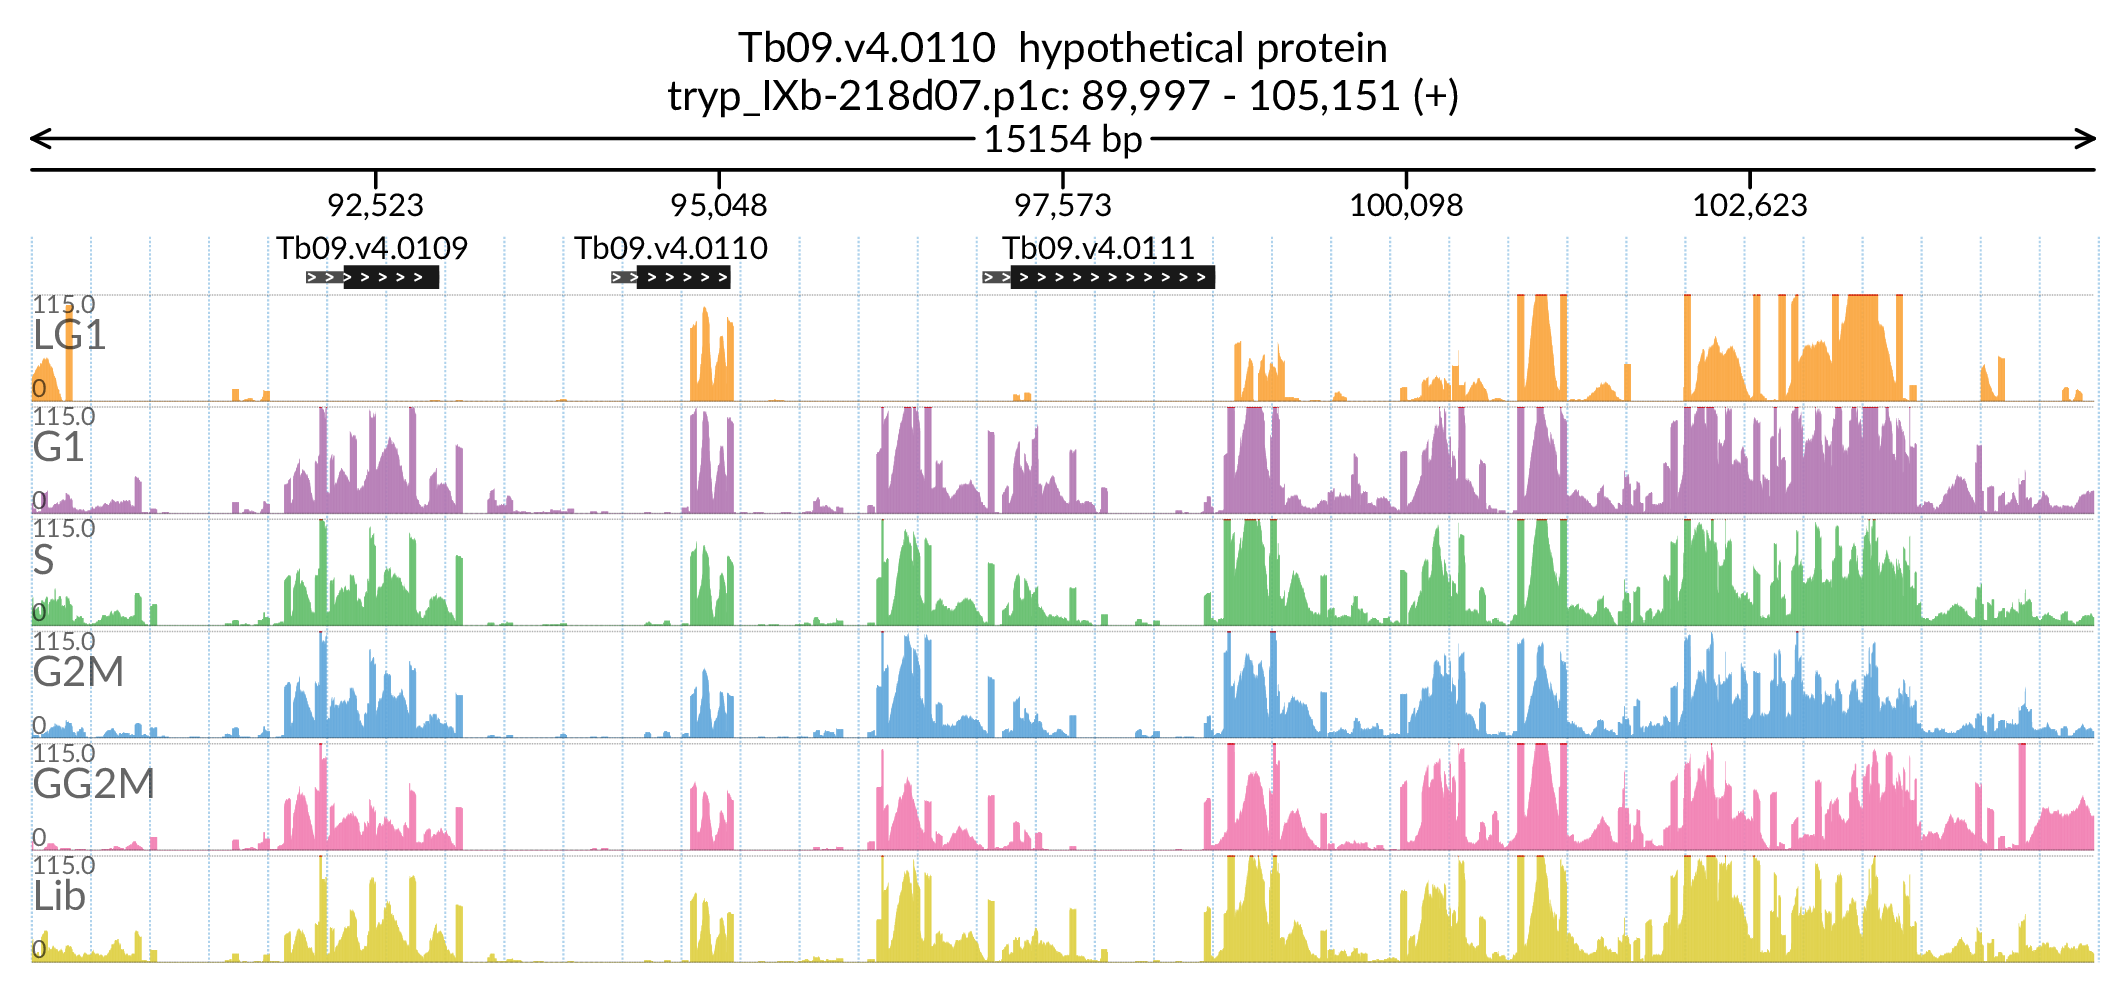 Tb09.v4.0110  hypothetical protein
tryp_IXb-218d07.p1c: 89,997 - 105,151 (+)
15154 bp
92,523 95,048 97,573 100,098 102,623
Tb09.v4.0109 Tb09.v4.0110 Tb09.v4.0111
115.0
LG1
0
115.0
G1
0
115.0
S
0
115.0
G2M
0
115.0
GG2M
0
115.0
Lib
0